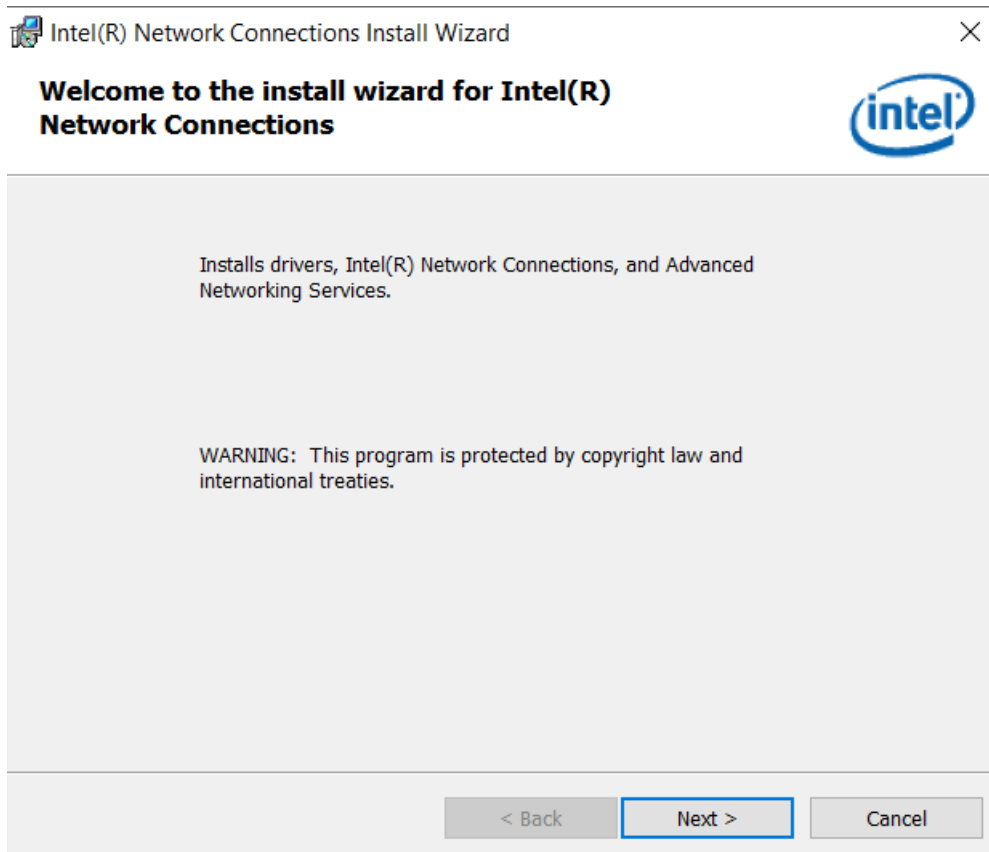 Intel(R) Network Connections Install Wizard
Welcome to the install wizard for Intel(R)
Network Connections
intel
Installs drivers, Intel(R) Network Connections, and Advanced
Networking Services.
WARNING:  This program is protected by copyright law and
international treaties.
< Back
Next >
Cancel